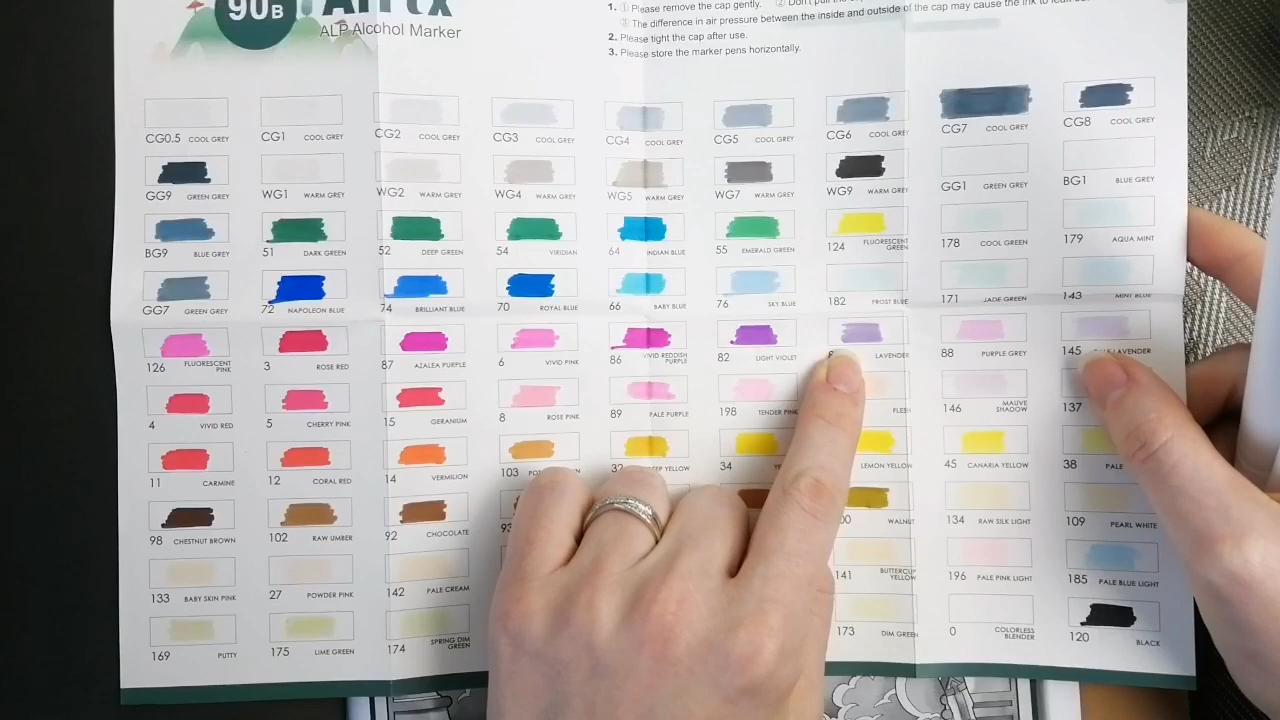 90B
ALP Alcohol Marker
1. ① Please remove the cap gently. ② Don't pull the
③ The difference in air pressure between the inside and outside of the cap may cause the ink to
2. Please tight the cap after use.
3. Please store the marker pens horizontally.
CG0.5 COOL GREY CG1 COOL GREY CG2 COOL GREY CG3 COOL GREY CG4 COOL GREY CG5 COOL GREY CG6 COOL GREY CG7 COOL GREY CG8 COOL GREY
GG9 GREEN GREY WG1 WARM GREY WG2 WARM GREY WG4 WARM GREY WG5 WARM GREY WG7 WARM GREY WG9 WARM GREY GG1 GREEN GREY BG1 BLUE GREY
BG9 BLUE GREY 51 DARK GREEN 52 DEEP GREEN 54 VIRIDIAN 64 INDIAN BLUE 55 EMERALD GREEN 124 FLUORESCENT GREEN 178 COOL GREEN 179 AQUA MINT
GG7 GREEN GREY 72 NAPOLEON BLUE 74 BRILLIANT BLUE 70 ROYAL BLUE 66 BABY BLUE 76 SKY BLUE 182 FROST BLUE 171 JADE GREEN 143 MINT BLUE
126 FLUORESCENT PINK 3 ROSE RED 87 AZALEA PURPLE 6 VIVID PINK 86 VIVID REDDISH PURPLE 82 LIGHT VIOLET LAVENDER 88 PURPLE GREY 145 LAVENDER
4 VIVID RED 5 CHERRY PINK 15 GERANIUM 8 ROSE PINK 89 PALE PURPLE 198 TENDER PINK FLESH 146 MAUVE SHADOW 137
11 CARMINE 12 CORAL RED 14 VERMILION 103 32 DEEP YELLOW 34 LEMON YELLOW 45 CANARIA YELLOW 38 PALE
98 CHESTNUT BROWN 102 RAW UMBER 92 CHOCOLATE 93 WALNUT 134 RAW SILK LIGHT 109 PEARL WHITE
133 BABY SKIN PINK 27 POWDER PINK 142 PALE CREAM 141 BUTTERCUP YELLOW 196 PALE PINK LIGHT 185 PALE BLUE LIGHT
169 PUTTY 175 LIME GREEN 174 SPRING DIM GREEN 173 DIM GREEN 0 COLORLESS BLENDER 120 BLACK